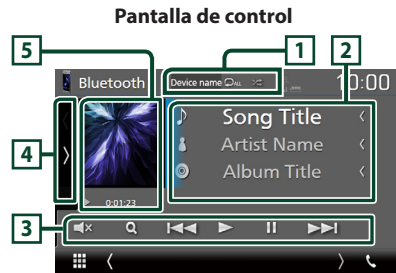 Pantalla de control
5
1
2
Bluetooth
Device name
ALL
10:00
Song Title
Artist Name
Album Title
4
0:01:23
3